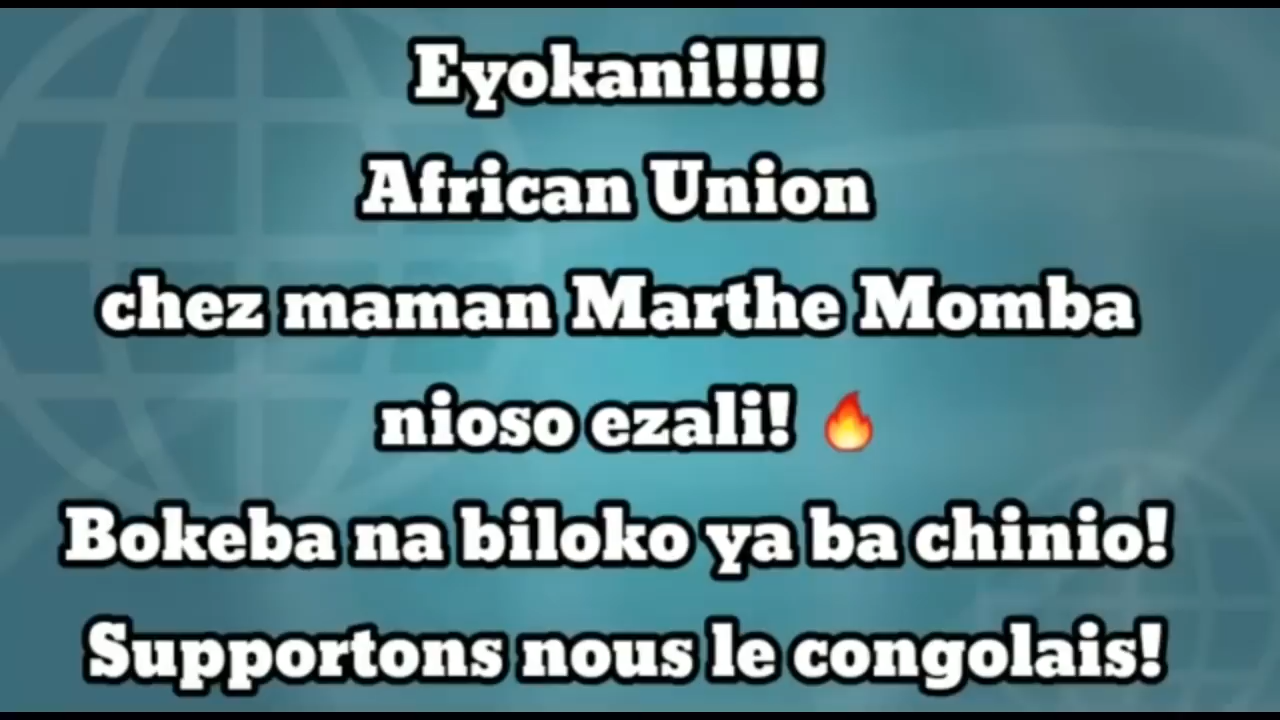 Eyokani!!!!
African Union
chez maman Marthe Momba
nioso ezali! 🔥
Bokeba na biloko ya ba chinio!
Supportons nous le congolais!